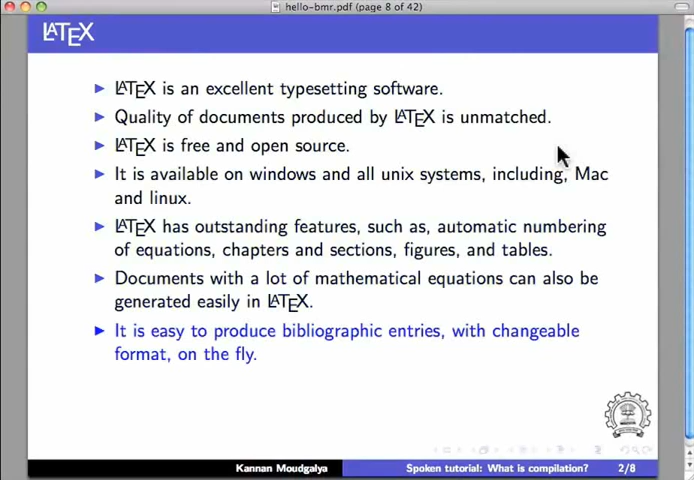 hello-bmr.pdf (page 8 of 42)
LATEX
▶ LATEX is an excellent typesetting software.
▶ Quality of documents produced by LATEX is unmatched.
▶ LATEX is free and open source.
▶ It is available on windows and all unix systems, including, Mac
and linux.
▶ LATEX has outstanding features, such as, automatic numbering
of equations, chapters and sections, figures, and tables.
▶ Documents with a lot of mathematical equations can also be
generated easily in LATEX.
▶ It is easy to produce bibliographic entries, with changeable
format, on the fly.
Kannan Moudgalya Spoken tutorial: What is compilation? 2/8